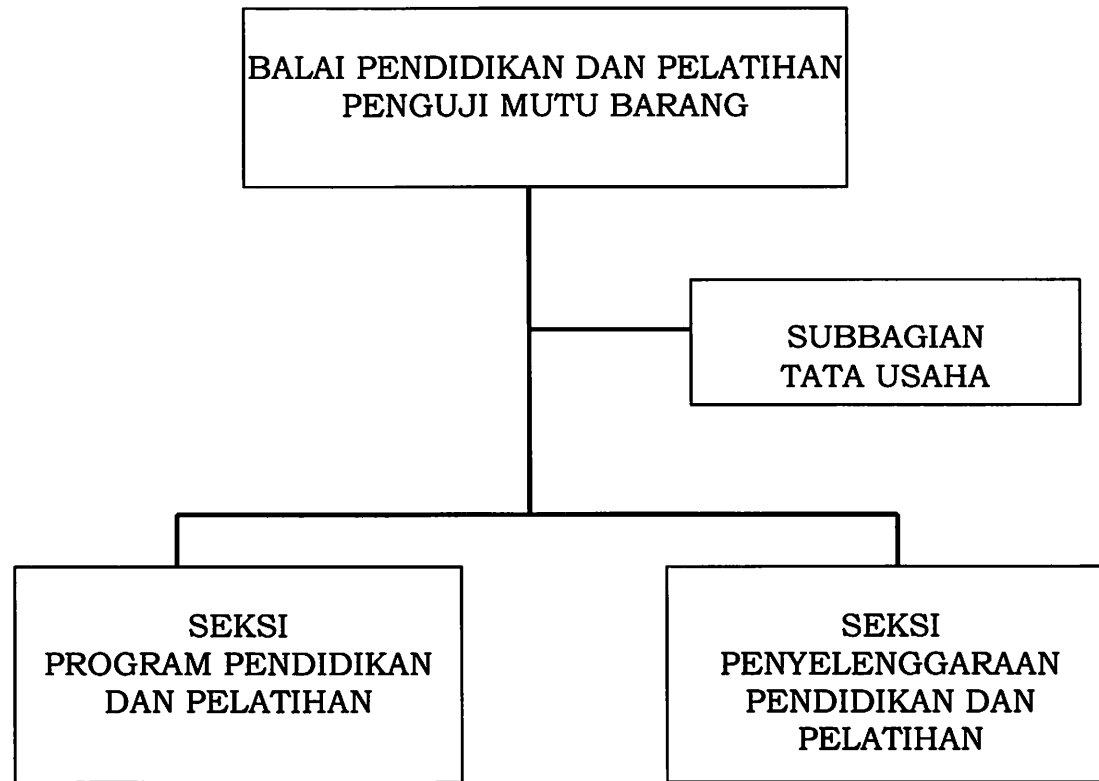 BALAI PENDIDIKAN DAN PELATIHAN
PENGUJI MUTU BARANG
SUBBAGIAN
TATA USAHA
SEKSI
PROGRAM PENDIDIKAN
DAN PELATIHAN
SEKSI
PENYELENGGARAAN
PENDIDIKAN DAN
PELATIHAN